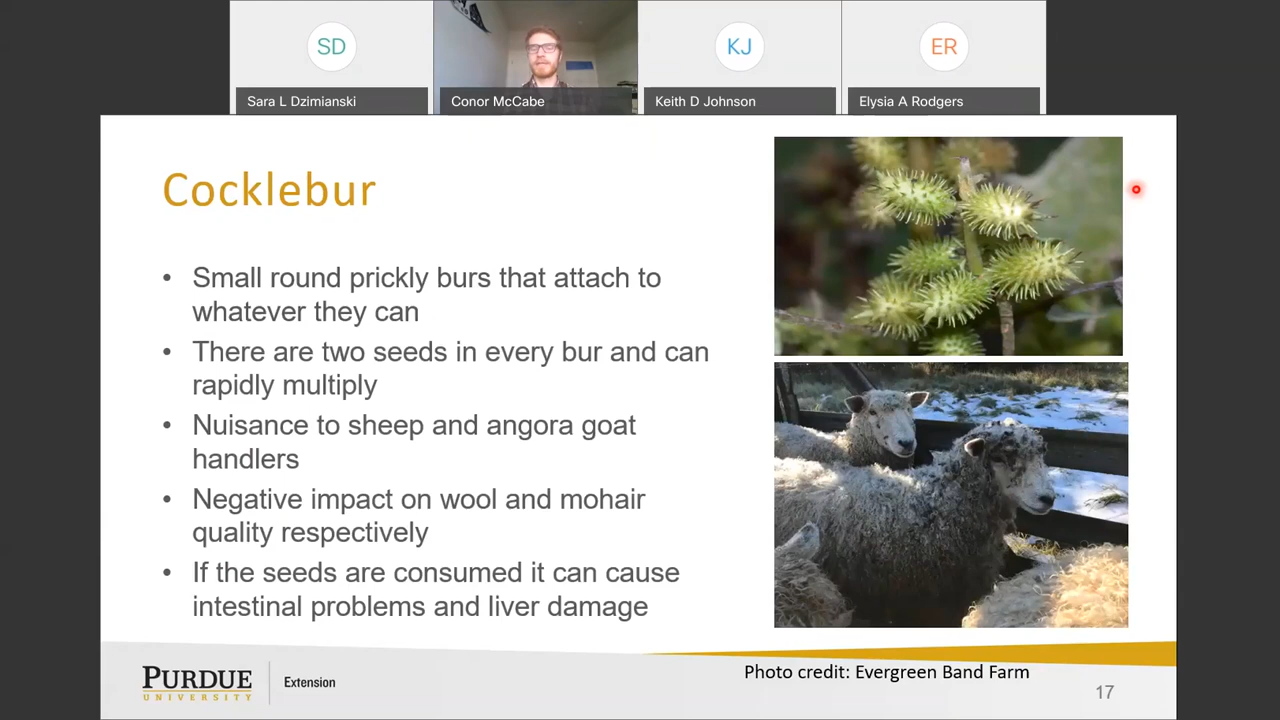 SD
KJ
ER
Sara L Dzimianski
Conor McCabe
Keith D Johnson
Elysia A Rodgers
Cocklebur
• Small round prickly burs that attach to
whatever they can
• There are two seeds in every bur and can
rapidly multiply
• Nuisance to sheep and angora goat
handlers
• Negative impact on wool and mohair
quality respectively
• If the seeds are consumed it can cause
intestinal problems and liver damage
PURDUE
UNIVERSITY
Extension
Photo credit: Evergreen Band Farm
17